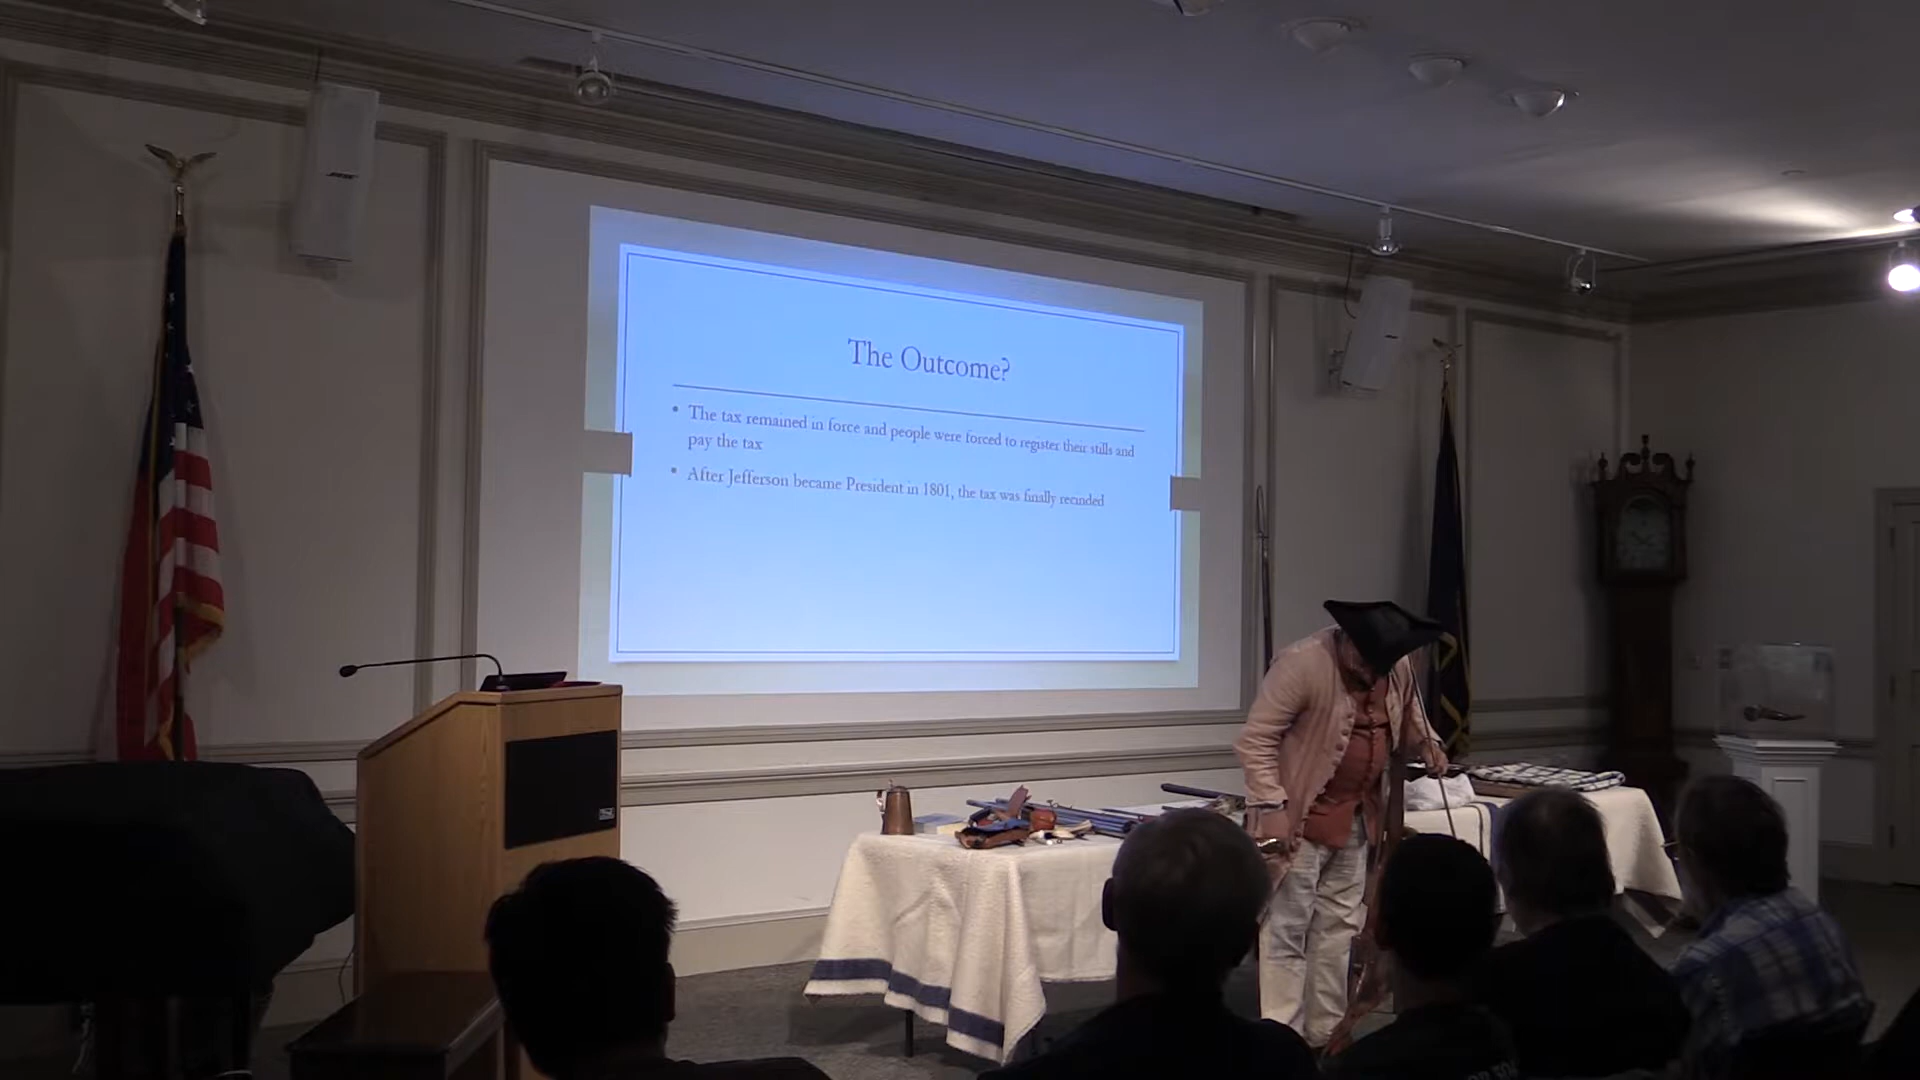 The Outcome?
• The tax remained in force and people were forced to register their stills and
pay the tax
• After Jefferson became President in 1801, the tax was finally recinded
BOSE